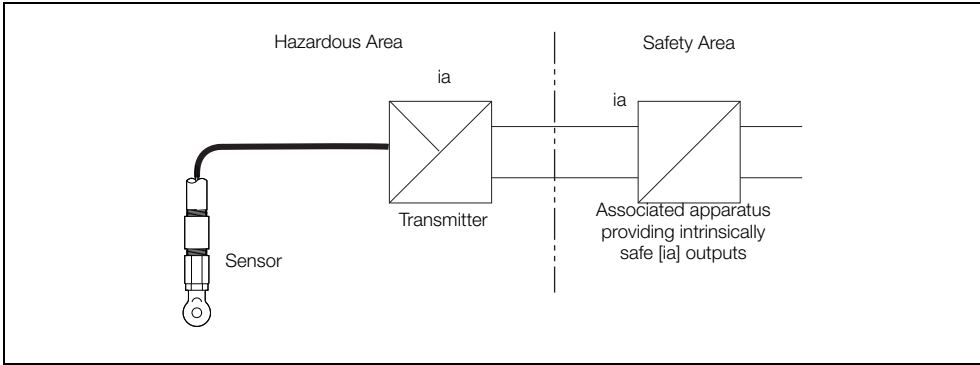 Hazardous Area
Safety Area
ia
ia
Transmitter
Associated apparatus
providing intrinsically
safe [ia] outputs
Sensor